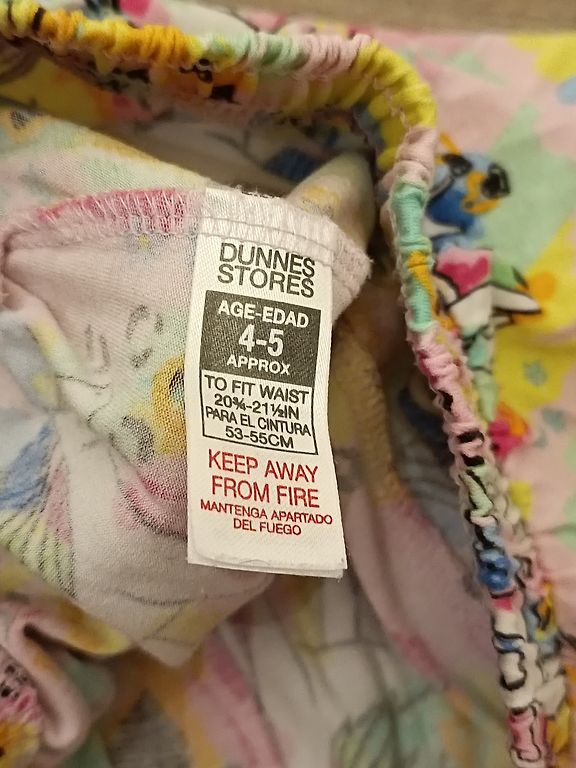 DUNNES
STORES
AGE-EDAD
4-5
APPROX
TO FIT WAIST
20¾-21½IN
PARA EL CINTURA
53-55CM
KEEP AWAY
FROM FIRE
MANTENGA APARTADO
DEL FUEGO